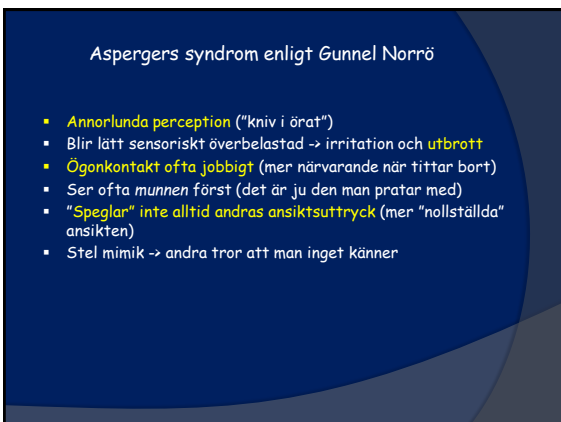 Aspergers syndrom enligt Gunnel Norrö
▪ Annorlunda perception ("kniv i örat")
▪ Blir lätt sensoriskt överbelastad -> irritation och utbrott
▪ Ögonkontakt ofta jobbigt (mer närvarande när tittar bort)
▪ Ser ofta munnen först (det är ju den man pratar med)
▪ "Speglar" inte alltid andras ansiktsuttryck (mer "nollställda"
ansikten)
▪ Stel mimik -> andra tror att man inget känner